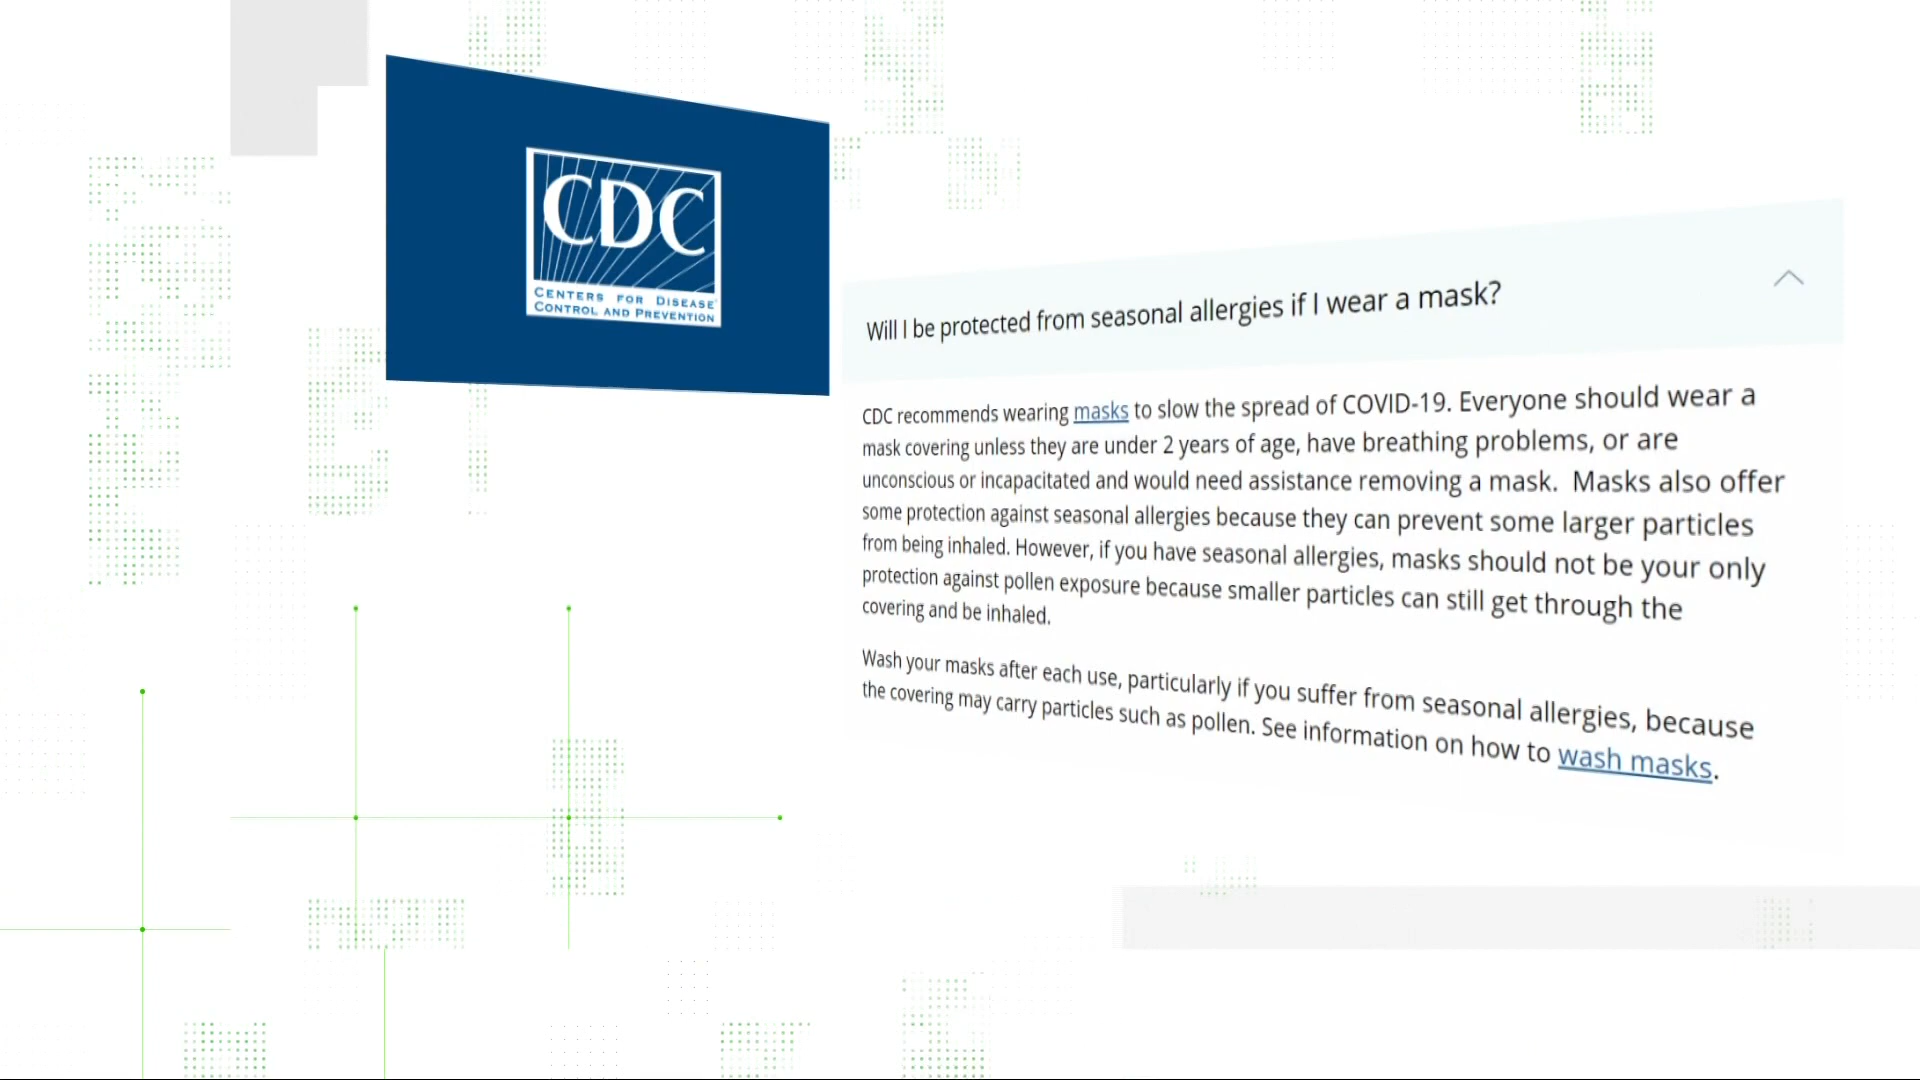 CDC
CENTERS FOR DISEASE
CONTROL AND PREVENTION
Will I be protected from seasonal allergies if I wear a mask?
CDC recommends wearing masks to slow the spread of COVID-19. Everyone should wear a
mask covering unless they are under 2 years of age, have breathing problems, or are
unconscious or incapacitated and would need assistance removing a mask.  Masks also offer
some protection against seasonal allergies because they can prevent some larger particles
from being inhaled. However, if you have seasonal allergies, masks should not be your only
protection against pollen exposure because smaller particles can still get through the
covering and be inhaled.
Wash your masks after each use, particularly if you suffer from seasonal allergies, because
the covering may carry particles such as pollen. See information on how to wash masks.